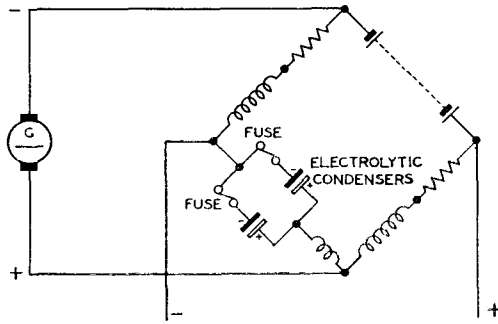 −
G
FUSE
ELECTROLYTIC
CONDENSERS
−
+
FUSE
−
+
+
−
+